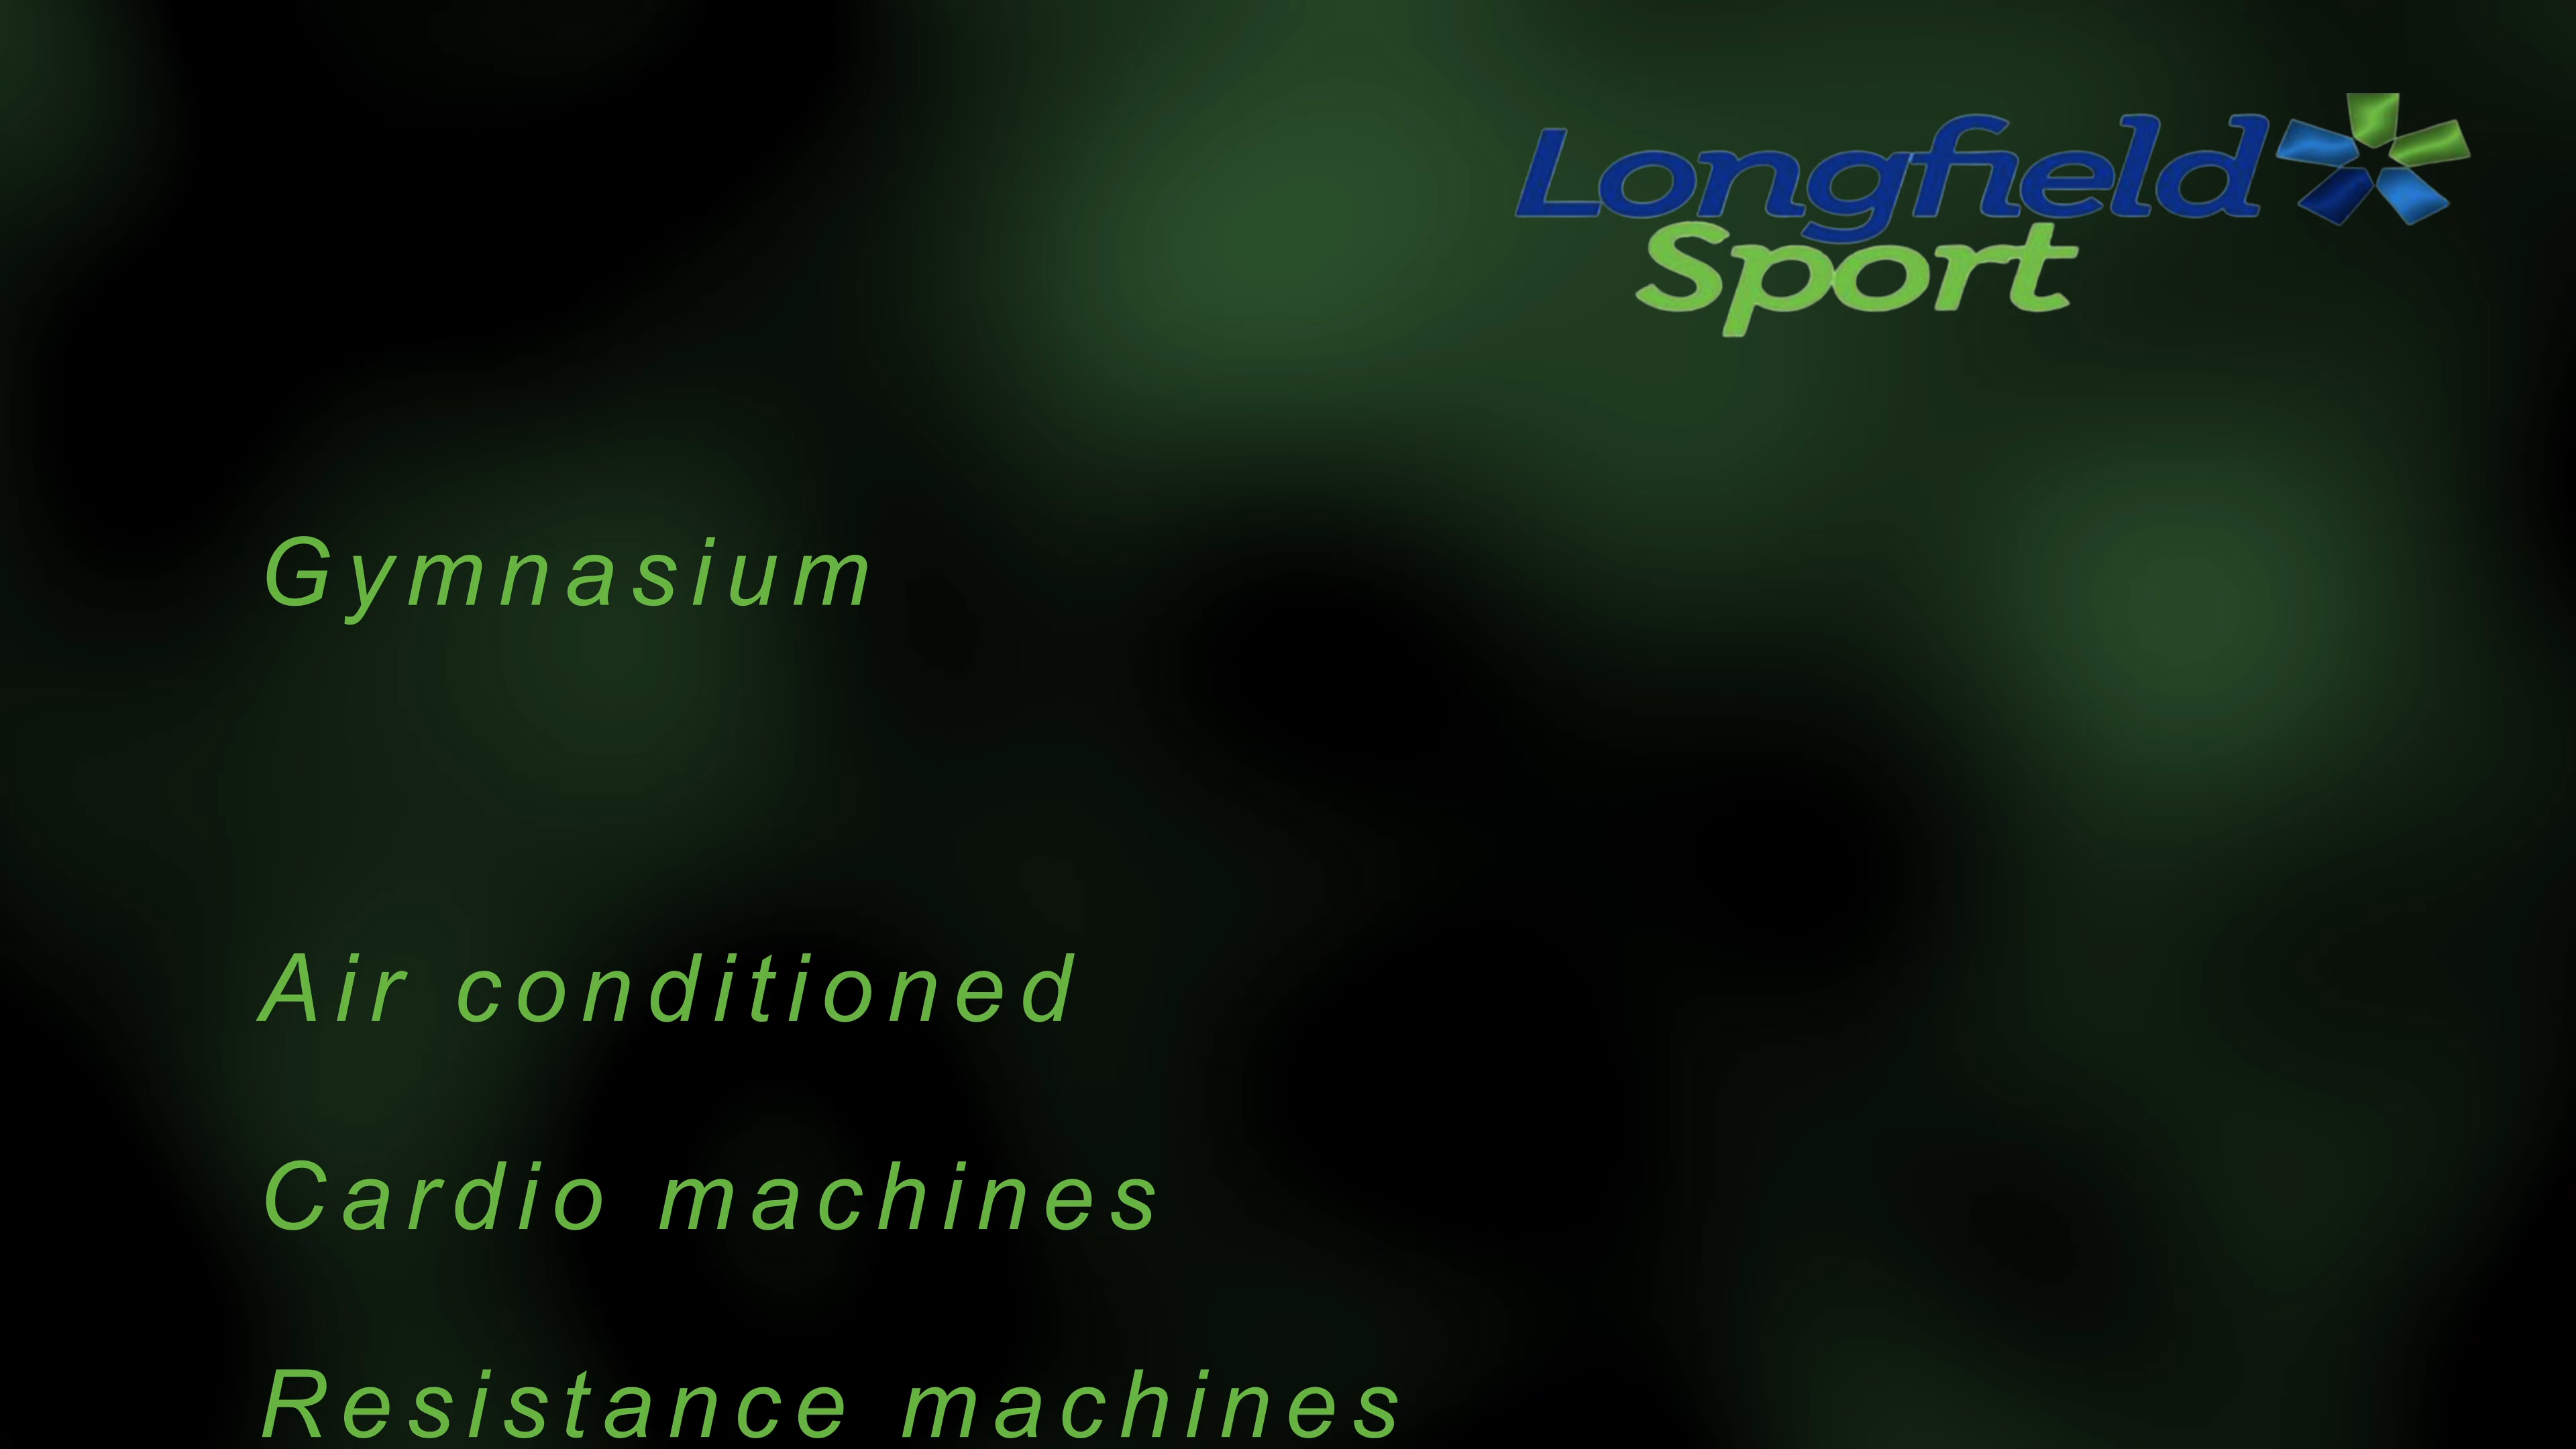 Longfield
Sport
Gymnasium
Air conditioned
Cardio machines
Resistance machines